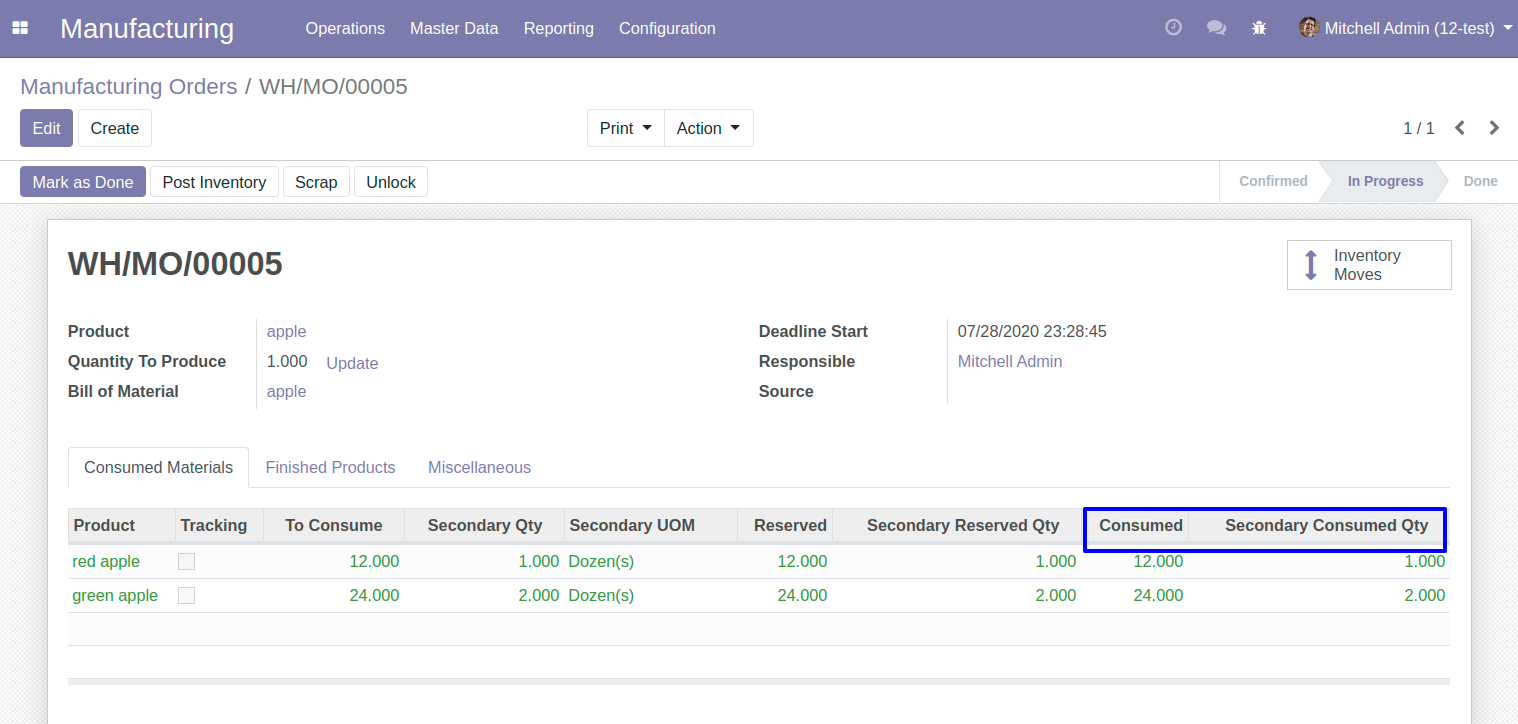 Manufacturing Operations Master Data Reporting Configuration Mitchell Admin (12-test)
Manufacturing Orders / WH/MO/00005
Edit Create Print Action 1 / 1
Mark as Done Post Inventory Scrap Unlock Confirmed In Progress Done
WH/MO/00005
Inventory
Moves
Product apple Deadline Start 07/28/2020 23:28:45
Quantity To Produce 1.000 Update Responsible Mitchell Admin
Bill of Material apple Source
Consumed Materials Finished Products Miscellaneous
Product Tracking To Consume Secondary Qty Secondary UOM Reserved Secondary Reserved Qty Consumed Secondary Consumed Qty
red apple 12.000 1.000 Dozen(s) 12.000 1.000 12.000 1.000
green apple 24.000 2.000 Dozen(s) 24.000 2.000 24.000 2.000